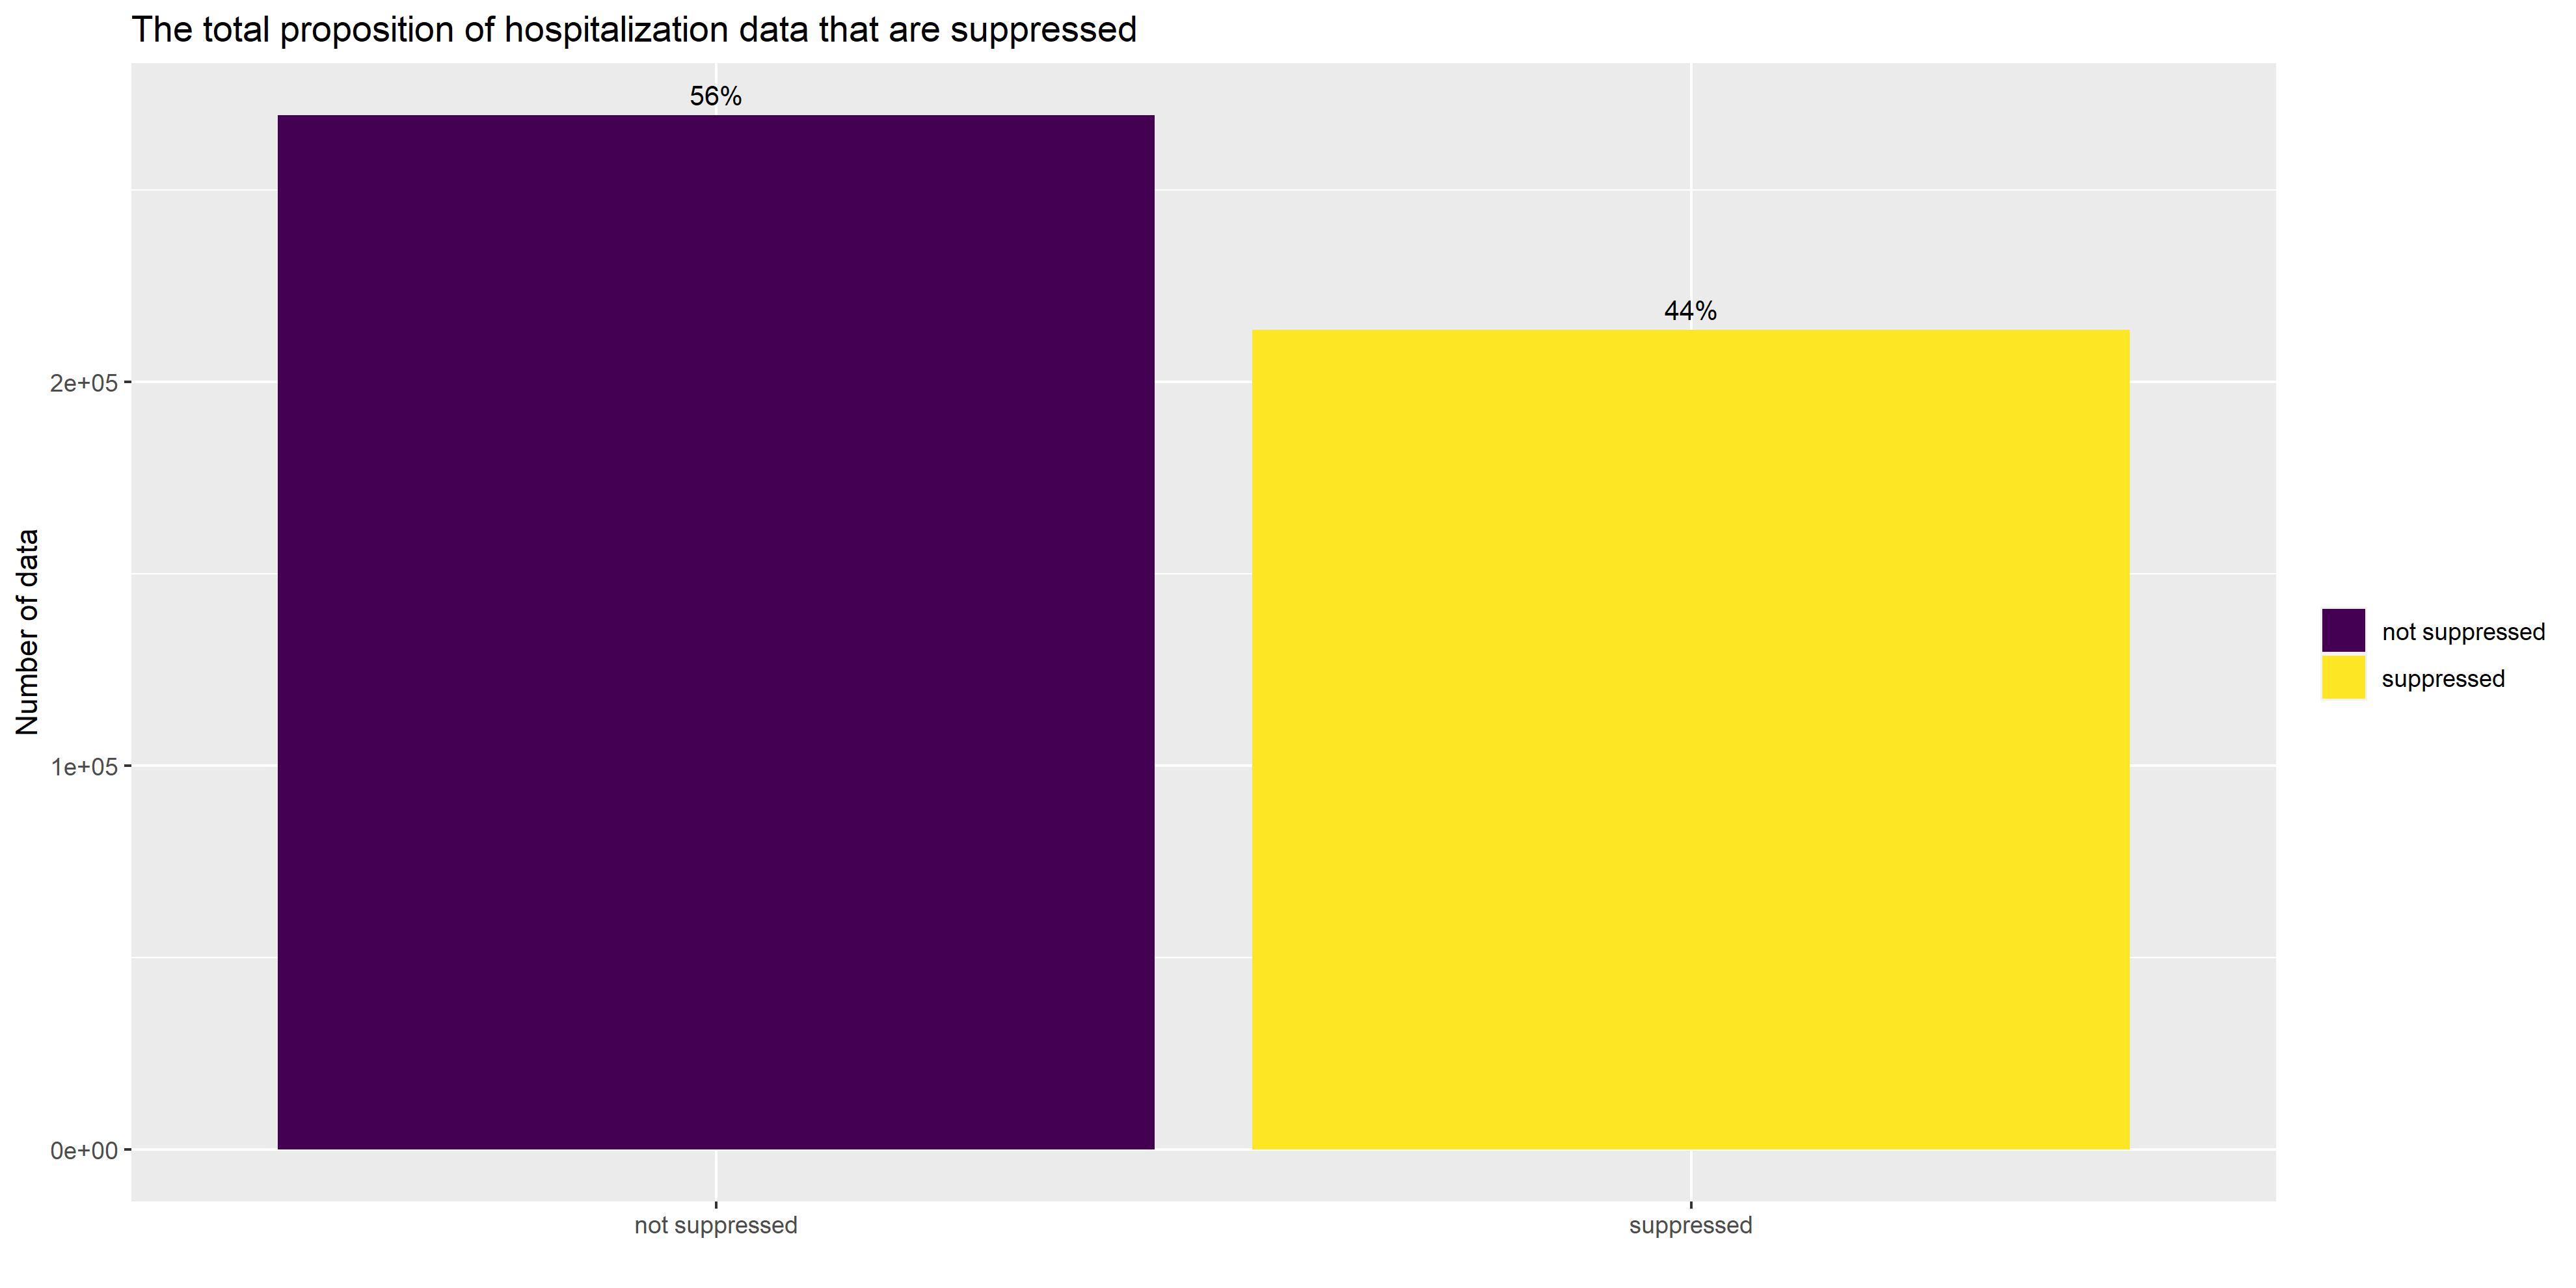 The total proposition of hospitalization data that are suppressed
56%
44%
2e+05
1e+05
0e+00
Number of data
not suppressed
suppressed
not suppressed
suppressed